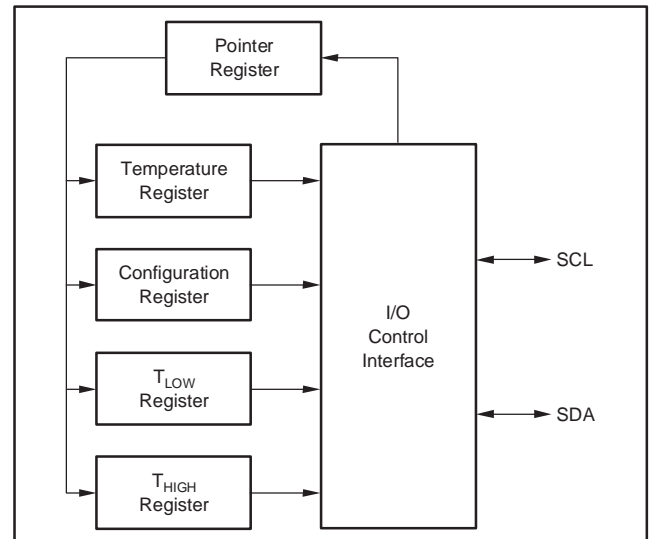 Pointer
Register
Temperature
Register
Configuration
Register
TLOW
Register
THIGH
Register
I/O
Control
Interface
SCL
SDA